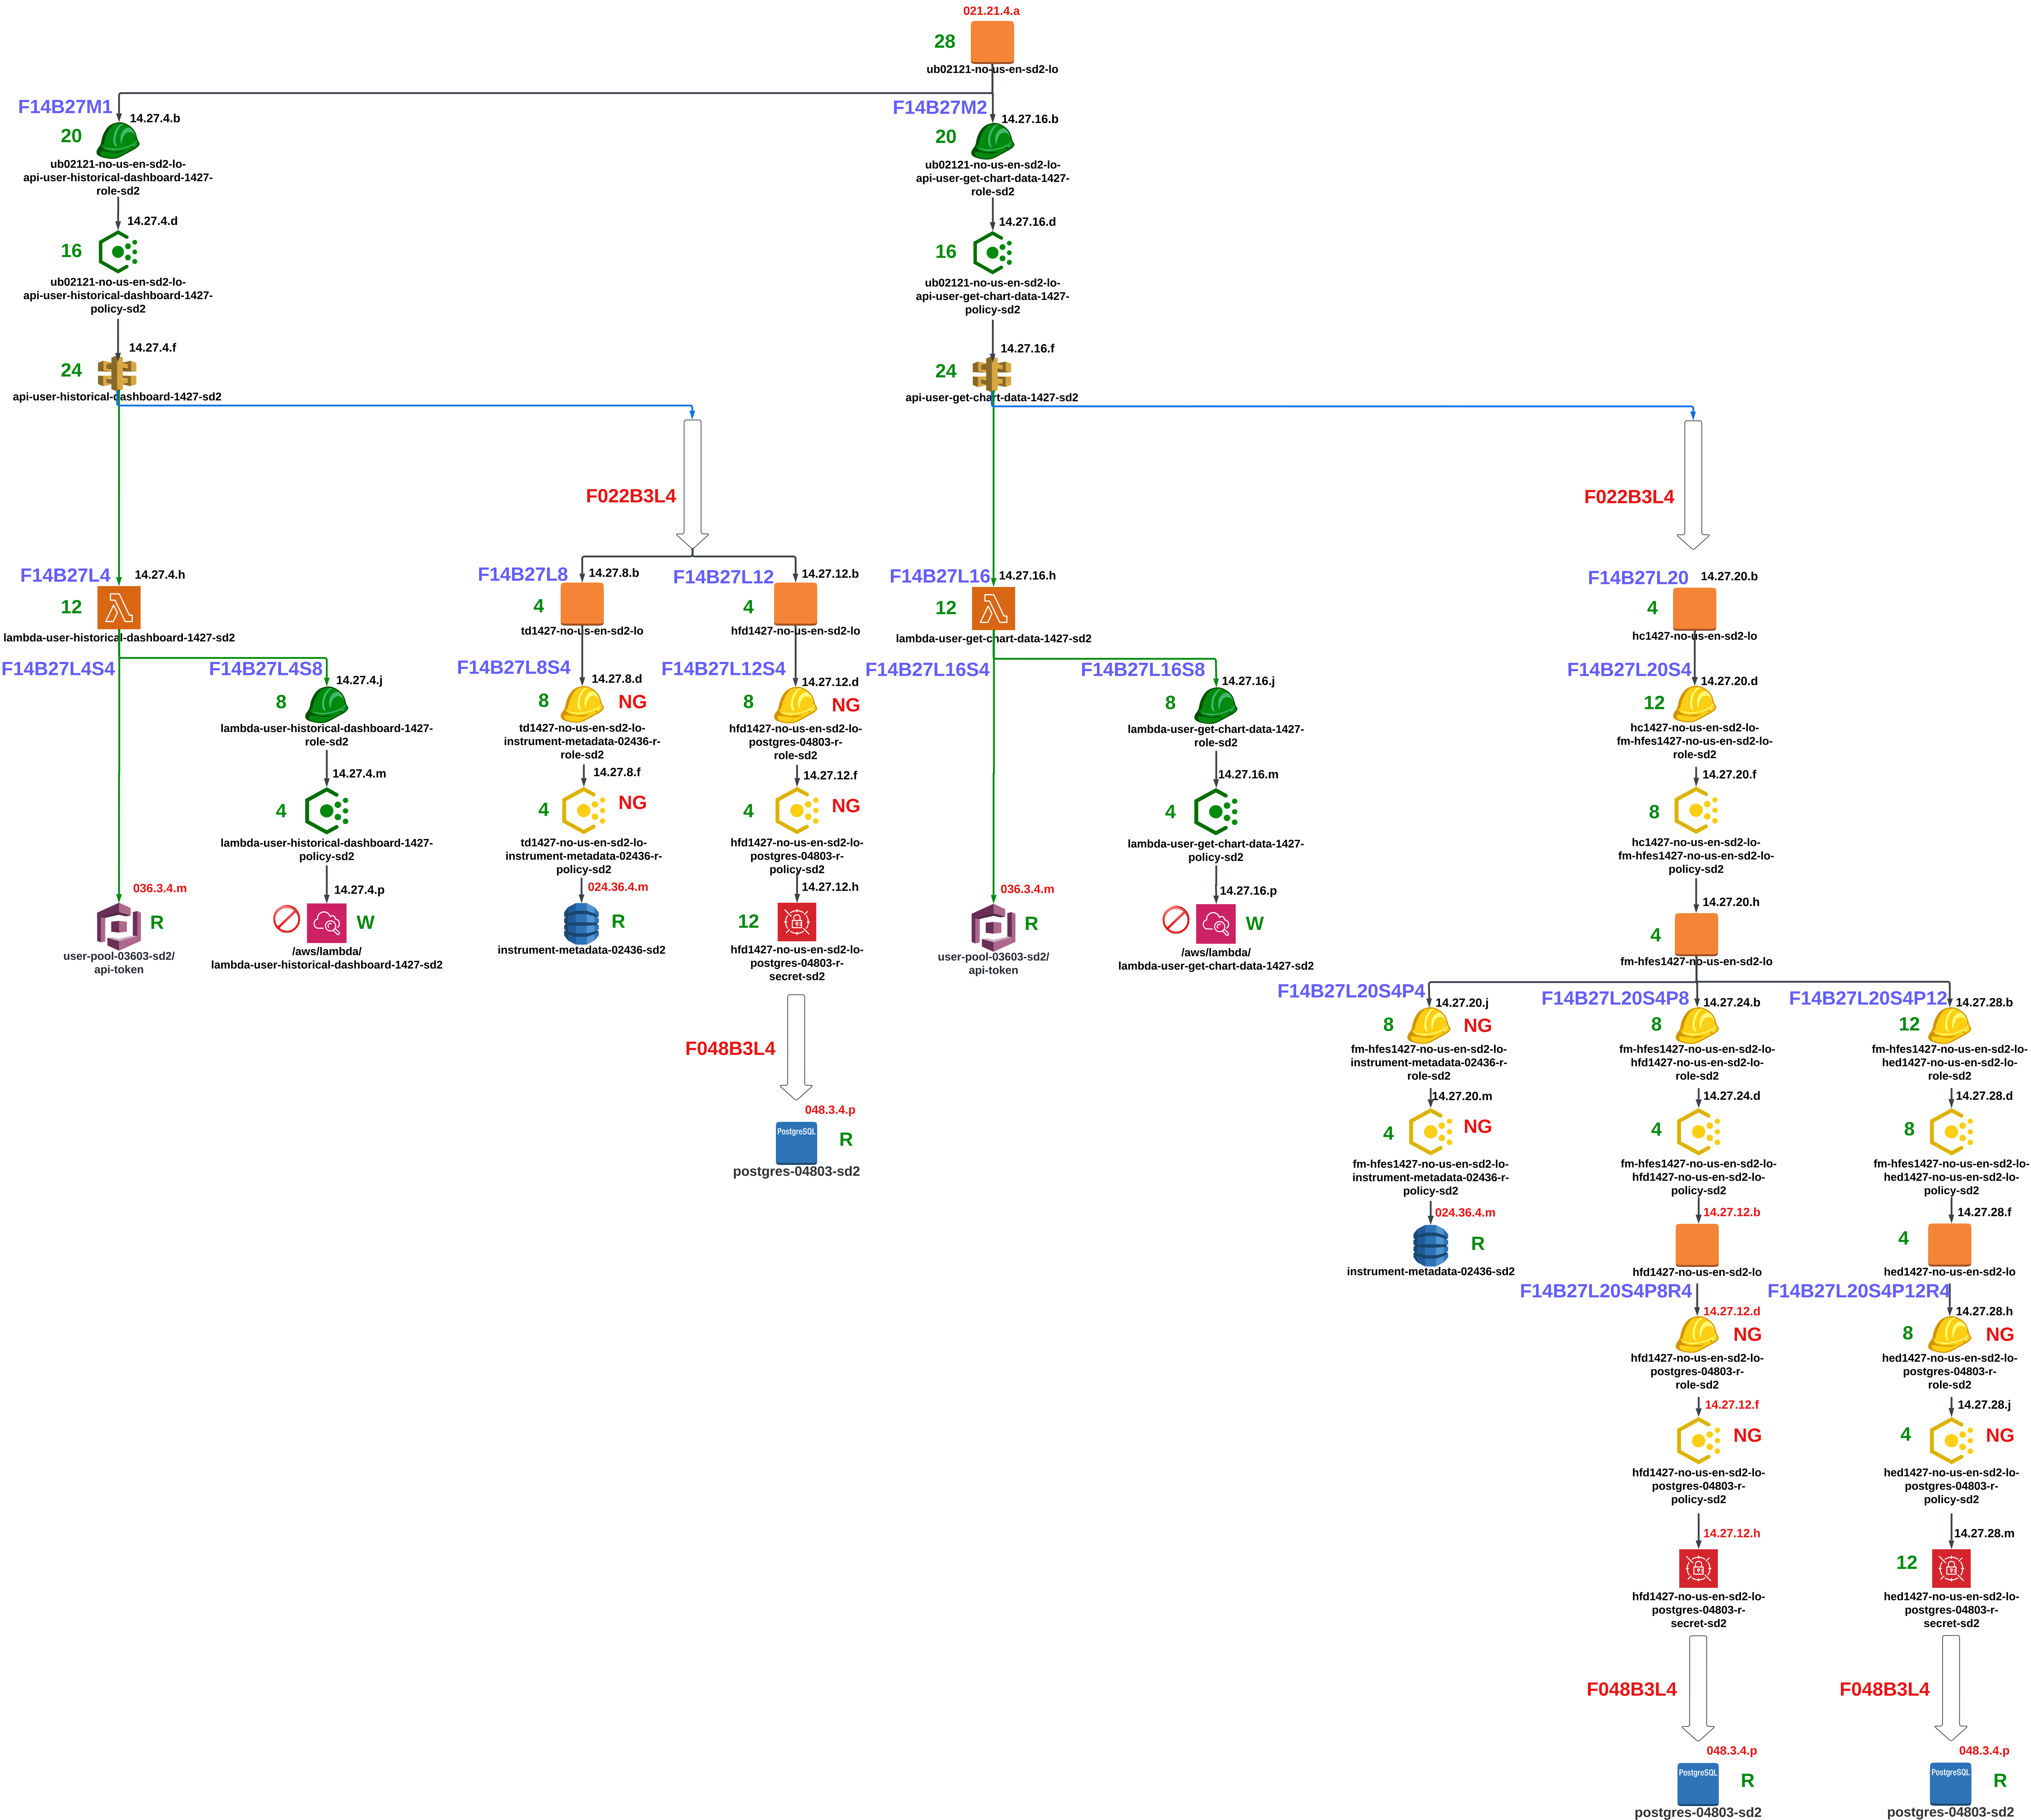 021.21.4.a
28
ub02121-no-us-en-sd2-lo
F14B27M1
14.27.4.b
20
ub02121-no-us-en-sd2-lo-
api-user-historical-dashboard-1427-
role-sd2
14.27.4.d
16
ub02121-no-us-en-sd2-lo-
api-user-historical-dashboard-1427-
policy-sd2
14.27.4.f
24
api-user-historical-dashboard-1427-sd2
F14B27M2
14.27.16.b
20
ub02121-no-us-en-sd2-lo-
api-user-get-chart-data-1427-
role-sd2
14.27.16.d
16
ub02121-no-us-en-sd2-lo-
api-user-get-chart-data-1427-
policy-sd2
14.27.16.f
24
api-user-get-chart-data-1427-sd2
F022B3L4
F022B3L4
F14B27L4
14.27.4.h
12
lambda-user-historical-dashboard-1427-sd2
F14B27L4S4
036.3.4.m
R
user-pool-03603-sd2/
api-token
F14B27L4S8
14.27.4.j
8
lambda-user-historical-dashboard-1427-
role-sd2
14.27.4.m
4
lambda-user-historical-dashboard-1427-
policy-sd2
14.27.4.p
W
/aws/lambda/
lambda-user-historical-dashboard-1427-sd2
F14B27L8
14.27.8.b
4
td1427-no-us-en-sd2-lo
F14B27L8S4
14.27.8.d
8
NG
td1427-no-us-en-sd2-lo-
instrument-metadata-02436-r-
role-sd2
14.27.8.f
4
NG
td1427-no-us-en-sd2-lo-
instrument-metadata-02436-r-
policy-sd2
024.36.4.m
R
instrument-metadata-02436-sd2
F14B27L12
14.27.12.b
4
hfd1427-no-us-en-sd2-lo
F14B27L12S4
14.27.12.d
8
NG
hfd1427-no-us-en-sd2-lo-
postgres-04803-r-
role-sd2
14.27.12.f
4
NG
hfd1427-no-us-en-sd2-lo-
postgres-04803-r-
policy-sd2
14.27.12.h
12
hfd1427-no-us-en-sd2-lo-
postgres-04803-r-
secret-sd2
F048B3L4
048.3.4.p
PostgreSQL
R
postgres-04803-sd2
F14B27L16
14.27.16.h
12
lambda-user-get-chart-data-1427-sd2
F14B27L16S4
036.3.4.m
R
user-pool-03603-sd2/
api-token
F14B27L16S8
14.27.16.j
8
lambda-user-get-chart-data-1427-
role-sd2
14.27.16.m
4
lambda-user-get-chart-data-1427-
policy-sd2
14.27.16.p
W
/aws/lambda/
lambda-user-get-chart-data-1427-sd2
F14B27L20
14.27.20.b
4
hc1427-no-us-en-sd2-lo
F14B27L20S4
14.27.20.d
12
hc1427-no-us-en-sd2-lo-
fm-hfes1427-no-us-en-sd2-lo-
role-sd2
14.27.20.f
8
hc1427-no-us-en-sd2-lo-
fm-hfes1427-no-us-en-sd2-lo-
policy-sd2
14.27.20.h
4
fm-hfes1427-no-us-en-sd2-lo
F14B27L20S4P4
14.27.20.j
8
NG
fm-hfes1427-no-us-en-sd2-lo-
instrument-metadata-02436-r-
role-sd2
14.27.20.m
4
NG
fm-hfes1427-no-us-en-sd2-lo-
instrument-metadata-02436-r-
policy-sd2
024.36.4.m
R
instrument-metadata-02436-sd2
F14B27L20S4P8
14.27.24.b
8
fm-hfes1427-no-us-en-sd2-lo-
hfd1427-no-us-en-sd2-lo-
role-sd2
14.27.24.d
4
fm-hfes1427-no-us-en-sd2-lo-
hfd1427-no-us-en-sd2-lo-
policy-sd2
14.27.12.b
hfd1427-no-us-en-sd2-lo
F14B27L20S4P8R4
14.27.12.d
NG
hfd1427-no-us-en-sd2-lo-
postgres-04803-r-
role-sd2
14.27.12.f
NG
hfd1427-no-us-en-sd2-lo-
postgres-04803-r-
policy-sd2
14.27.12.h
hfd1427-no-us-en-sd2-lo-
postgres-04803-r-
secret-sd2
F048B3L4
048.3.4.p
PostgreSQL
R
postgres-04803-sd2
F14B27L20S4P12
14.27.28.b
12
fm-hfes1427-no-us-en-sd2-lo-
hed1427-no-us-en-sd2-lo-
role-sd2
14.27.28.d
8
fm-hfes1427-no-us-en-sd2-lo-
hed1427-no-us-en-sd2-lo-
policy-sd2
14.27.28.f
4
hed1427-no-us-en-sd2-lo
F14B27L20S4P12R4
14.27.28.h
8
NG
hed1427-no-us-en-sd2-lo-
postgres-04803-r-
role-sd2
14.27.28.j
4
NG
hed1427-no-us-en-sd2-lo-
postgres-04803-r-
policy-sd2
14.27.28.m
12
hed1427-no-us-en-sd2-lo-
postgres-04803-r-
secret-sd2
F048B3L4
048.3.4.p
PostgreSQL
R
postgres-04803-sd2